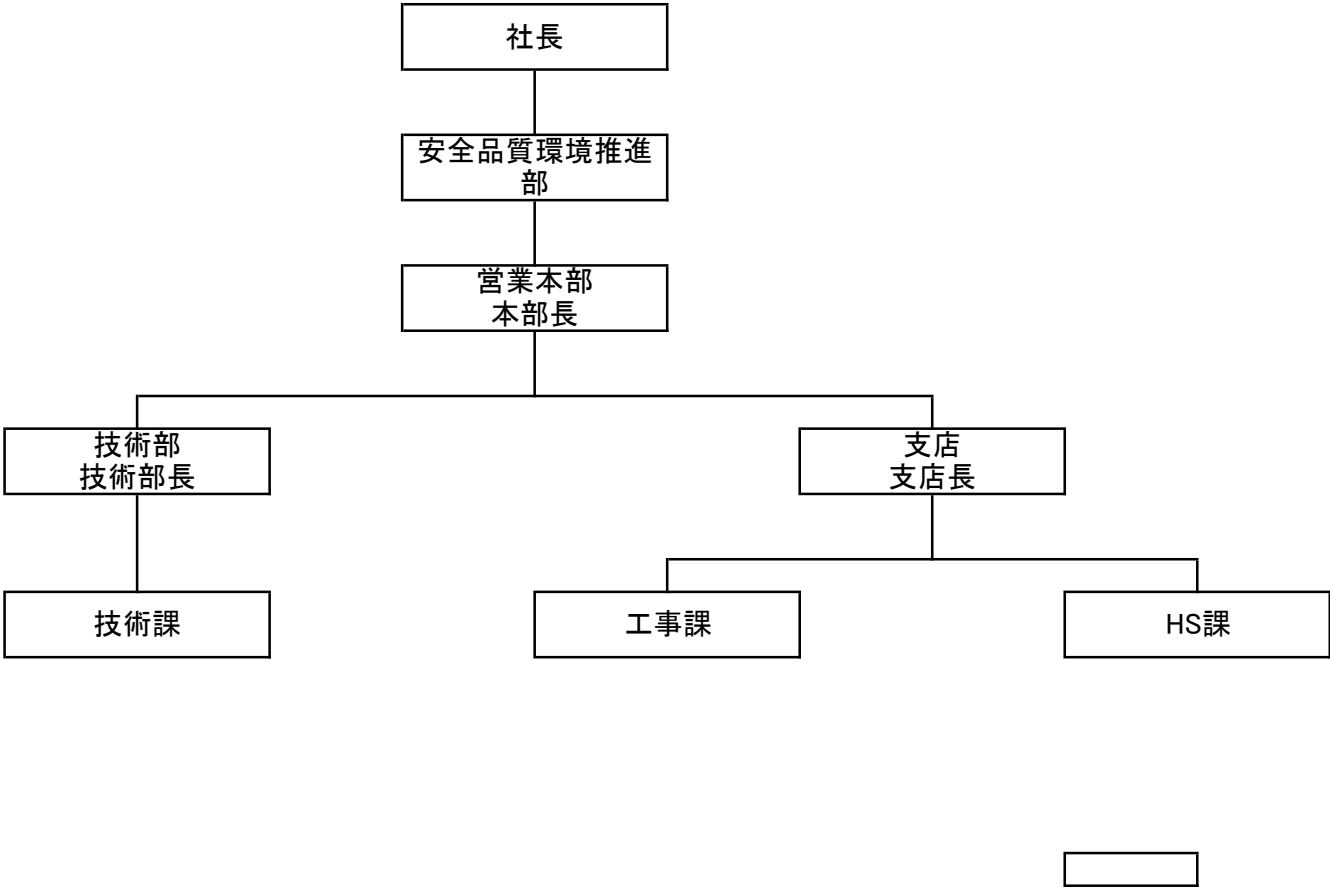 社長
安全品質環境推進
部
営業本部
本部長
技術部
技術部長
支店
支店長
技術課
工事課
HS課